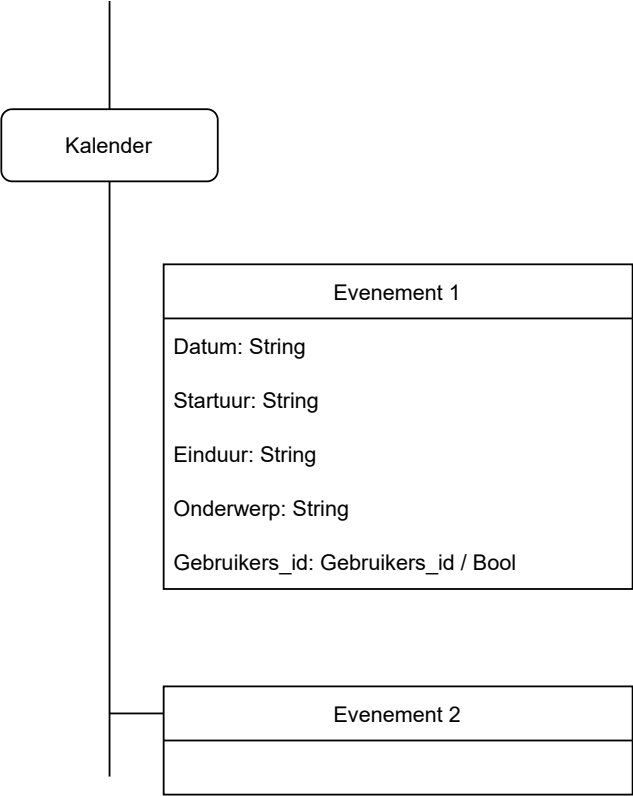 Kalender
Evenement 1
Datum: String
Startuur: String
Einduur: String
Onderwerp: String
Gebruikers_id: Gebruikers_id / Bool
Evenement 2